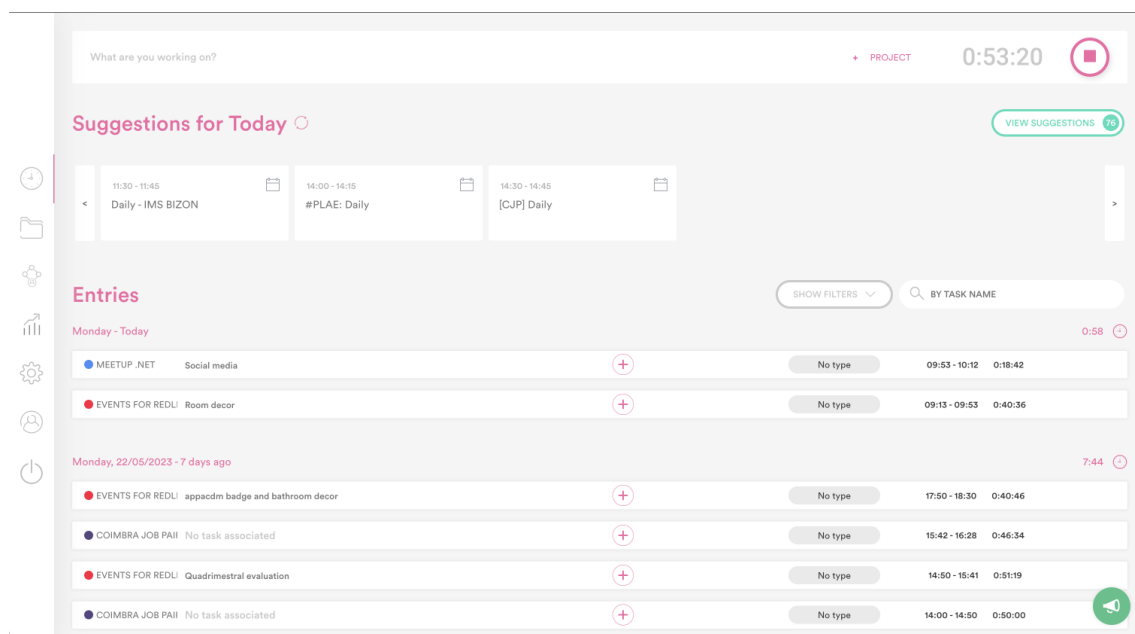 What are you working on? + PROJECT 0:53:20
Suggestions for Today
VIEW SUGGESTIONS 76
11:30 - 11:45 14:00 - 14:15 14:30 - 14:45
< Daily - IMS BIZON #PLAE: Daily [CJP] Daily >
Entries SHOW FILTERS BY TASK NAME
Monday - Today 0:58
MEETUP .NET Social media + No type 09:53 - 10:12 0:18:42
EVENTS FOR REDLI Room decor + No type 09:13 - 09:53 0:40:36
Monday, 22/05/2023 - 7 days ago 7:44
EVENTS FOR REDLI appacdm badge and bathroom decor + No type 17:50 - 18:30 0:40:46
COIMBRA JOB PAII No task associated + No type 15:42 - 16:28 0:46:34
EVENTS FOR REDLI Quadrimestral evaluation + No type 14:50 - 15:41 0:51:19
COIMBRA JOB PAII No task associated + No type 14:00 - 14:50 0:50:00